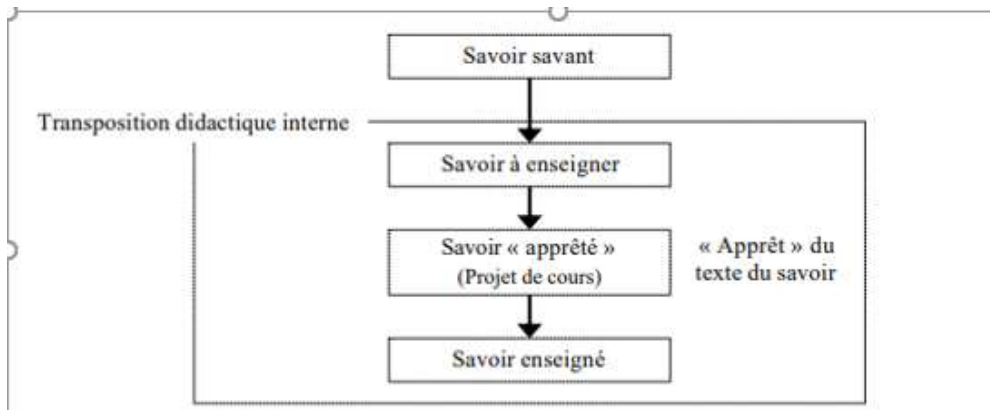 Savoir savant
Transposition didactique interne
Savoir à enseigner
Savoir « apprêté »
(Projet de cours)
« Apprêt » du
texte du savoir
Savoir enseigné